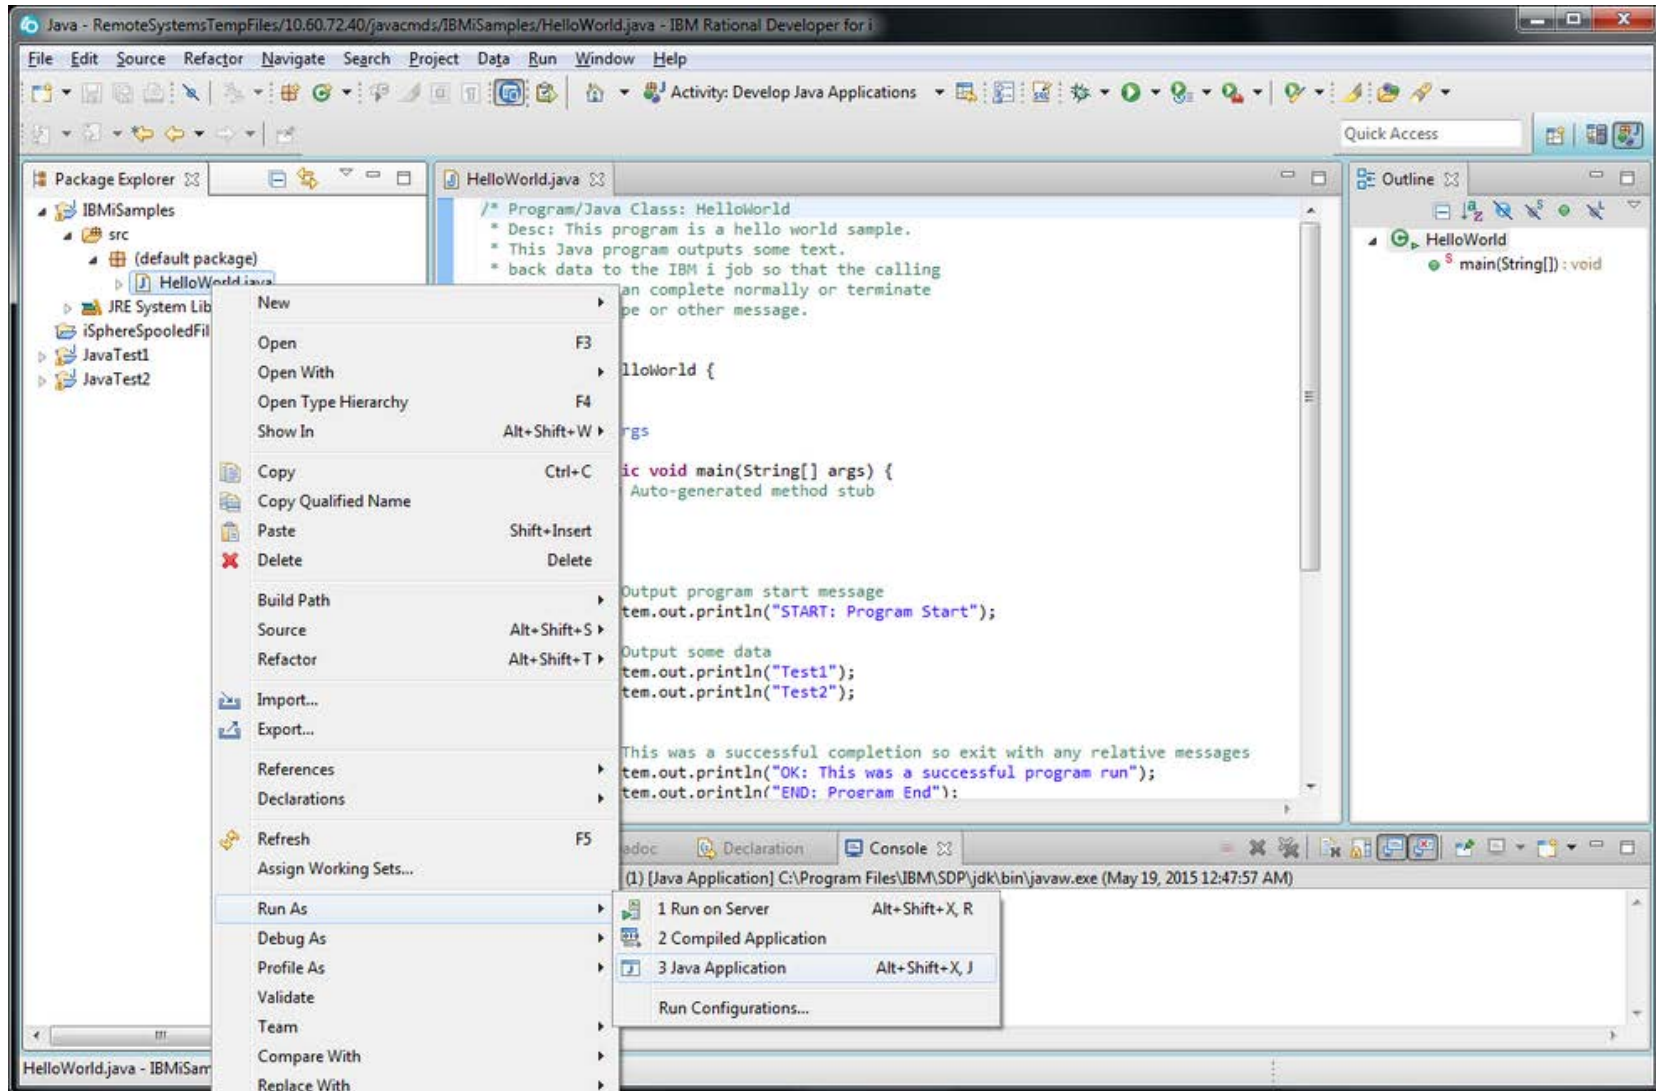 Java - RemoteSystemsTempFiles/10.60.72.40/javacmds/IBMiSamples/HelloWorld.java - IBM Rational Developer for i
File Edit Source Refactor Navigate Search Project Data Run Window Help
Activity: Develop Java Applications
Quick Access
Package Explorer
IBMiSamples
src
(default package)
HelloWorld.java
JRE System Lib
iSphereSpooledFil
JavaTest1
JavaTest2
HelloWorld.java
/* Program/Java Class: HelloWorld
* Desc: This program is a hello world sample.
* This Java program outputs some text.
* back data to the IBM i job so that the calling
an complete normally or terminate
pe or other message.
lloWorld {
rgs
ic void main(String[] args) {
Auto-generated method stub
Output program start message
tem.out.println("START: Program Start");
Output some data
tem.out.println("Test1");
tem.out.println("Test2");
This was a successful completion so exit with any relative messages
tem.out.println("OK: This was a successful program run");
tem.out.println("END: Program End");
Outline
HelloWorld
main(String[]) : void
New
Open F3
Open With
Open Type Hierarchy F4
Show In Alt+Shift+W
Copy Ctrl+C
Copy Qualified Name
Paste Shift+Insert
Delete Delete
Build Path
Source Alt+Shift+S
Refactor Alt+Shift+T
Import...
Export...
References
Declarations
Refresh F5
Assign Working Sets...
Run As
Debug As
Profile As
Validate
Team
Compare With
Replace With
adoc Declaration Console
(1) [Java Application] C:\Program Files\IBM\SDP\jdk\bin\javaw.exe (May 19, 2015 12:47:57 AM)
1 Run on Server Alt+Shift+X, R
2 Compiled Application
3 Java Application Alt+Shift+X, J
Run Configurations...
HelloWorld.java - IBMiSam